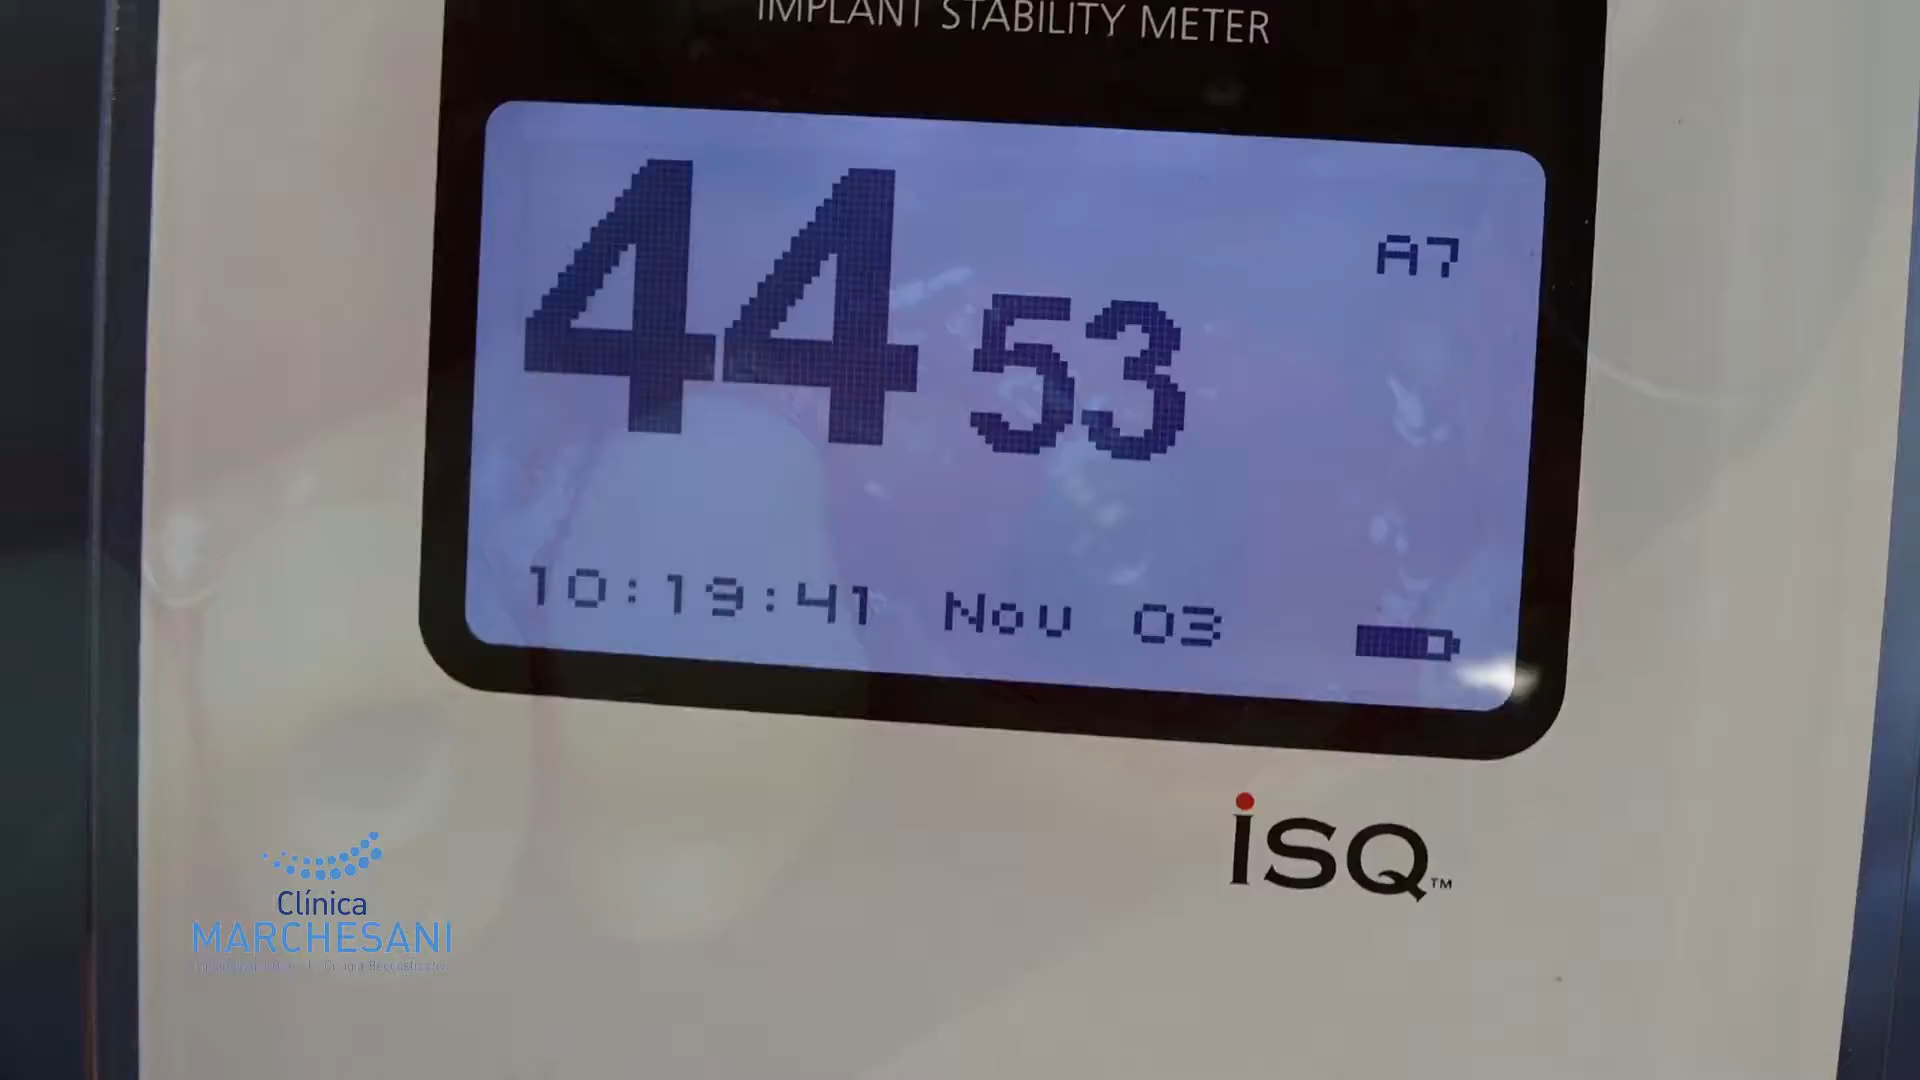 IMPLANT STABILITY METER
A7
44 53
10:19:41 Nov 03
isQ™
Clínica
MARCHESANI